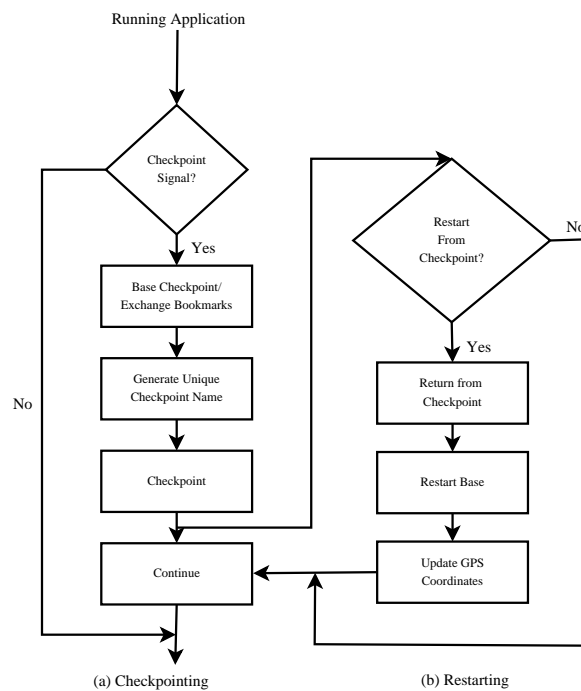 Running Application
Checkpoint
Signal?
Yes
Base Checkpoint/
Exchange Bookmarks
Generate Unique
Checkpoint Name
No
Checkpoint
Continue
(a) Checkpointing
Restart
From
Checkpoint?
No
Yes
Return from
Checkpoint
Restart Base
Update GPS
Coordinates
(b) Restarting